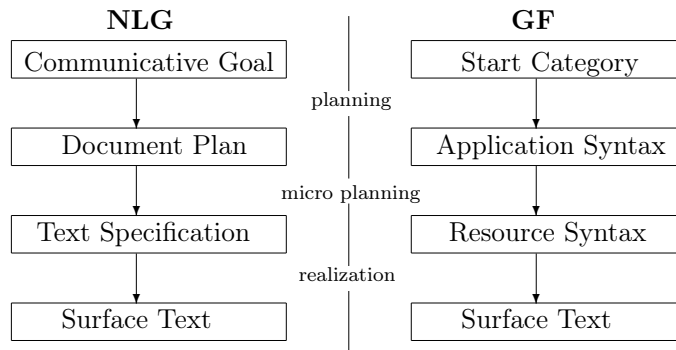 NLG
GF
Communicative Goal
Start Category
planning
Document Plan
Application Syntax
micro planning
Text Specification
Resource Syntax
realization
Surface Text
Surface Text